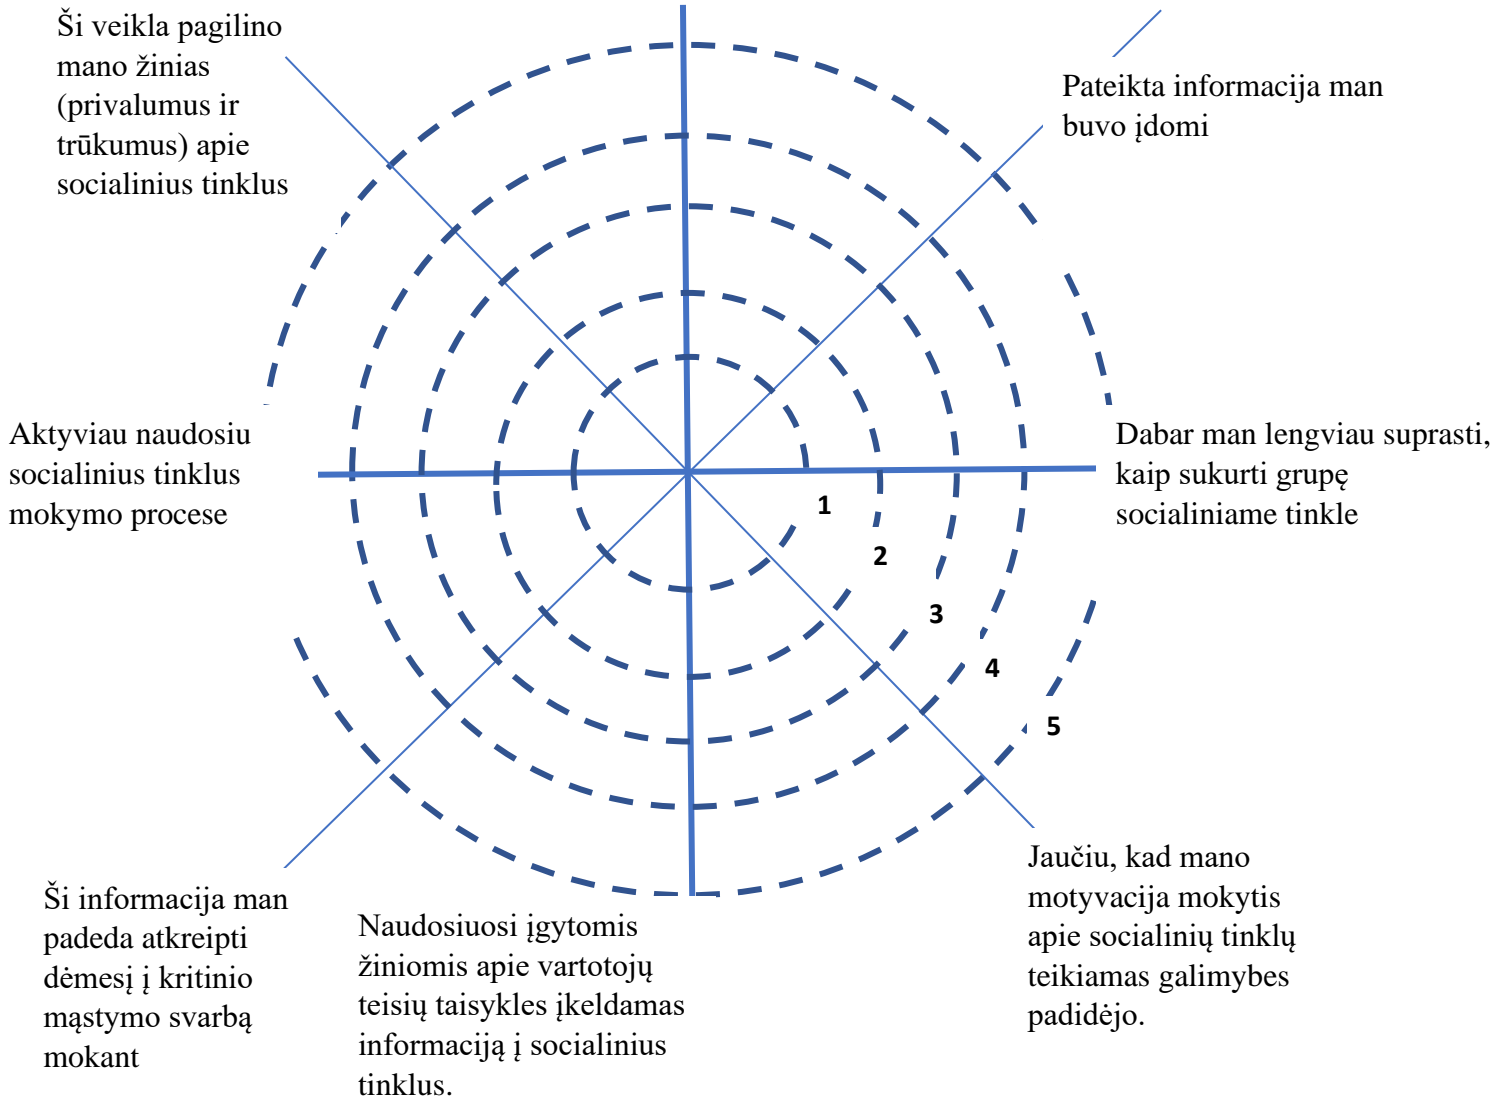 Ši veikla pagilino
mano žinias
(privalumus ir
trūkumus) apie
socialinius tinklus
Pateikta informacija man
buvo įdomi
Aktyviau naudosiu
socialinius tinklus
mokymo procese
Dabar man lengviau suprasti,
kaip sukurti grupę
socialiniame tinkle
1
2
3
4
5
Ši informacija man
padeda atkreipti
dėmesį į kritinio
mąstymo svarbą
mokant
Naudosiuosi įgytomis
žiniomis apie vartotojų
teisių taisykles įkeldamas
informaciją į socialinius
tinklus.
Jaučiu, kad mano
motyvacija mokytis
apie socialinių tinklų
teikiamas galimybes
padidėjo.